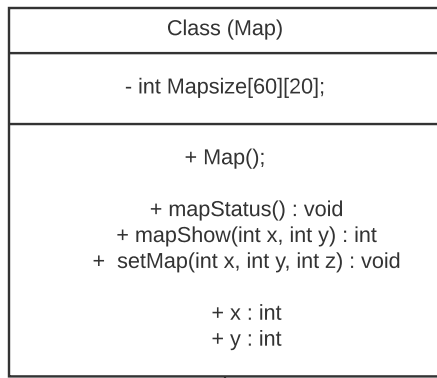 Class (Map)
- int Mapsize[60][20];
+ Map();
+ mapStatus() : void
+ mapShow(int x, int y) : int
+ setMap(int x, int y, int z) : void
+ x : int
+ y : int